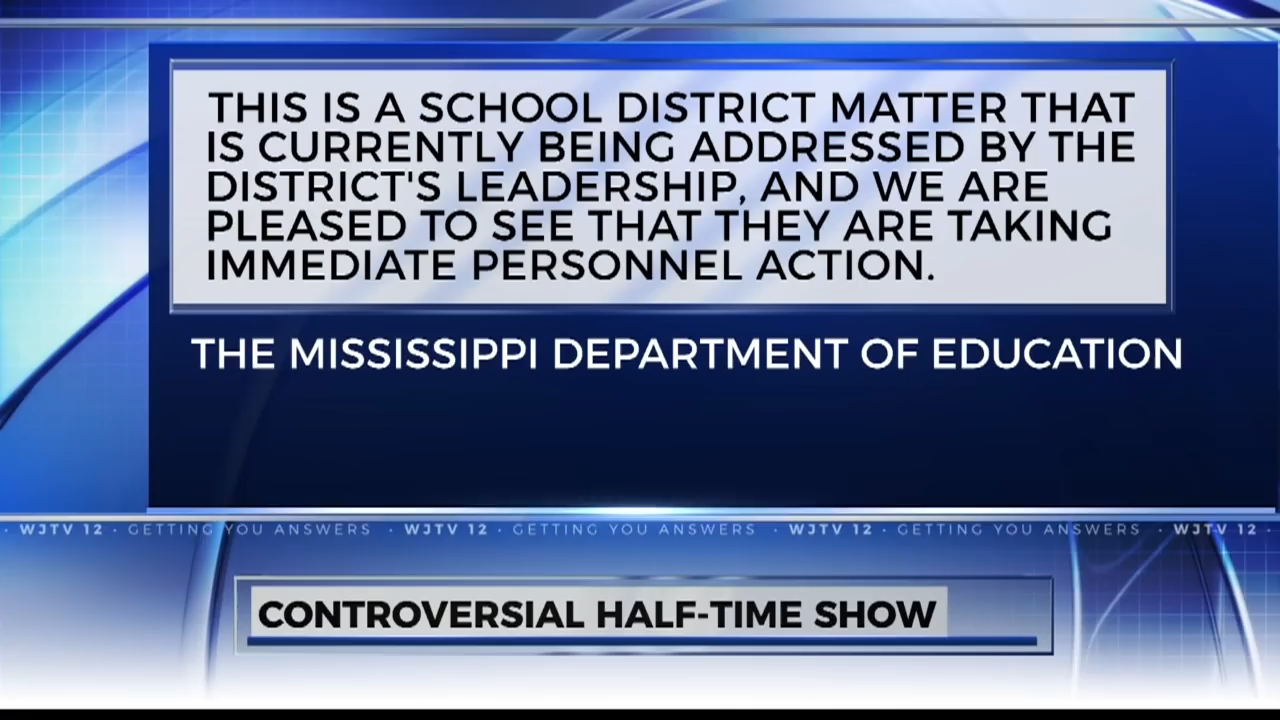 THIS IS A SCHOOL DISTRICT MATTER THAT
IS CURRENTLY BEING ADDRESSED BY THE
DISTRICT'S LEADERSHIP, AND WE ARE
PLEASED TO SEE THAT THEY ARE TAKING
IMMEDIATE PERSONNEL ACTION.
THE MISSISSIPPI DEPARTMENT OF EDUCATION
· WJTV 12 · GETTING YOU ANSWERS · WJTV 12 · GETTING YOU ANSWERS · WJTV 12 · GETTING YOU ANSWERS · WJTV 12 ·
CONTROVERSIAL HALF-TIME SHOW